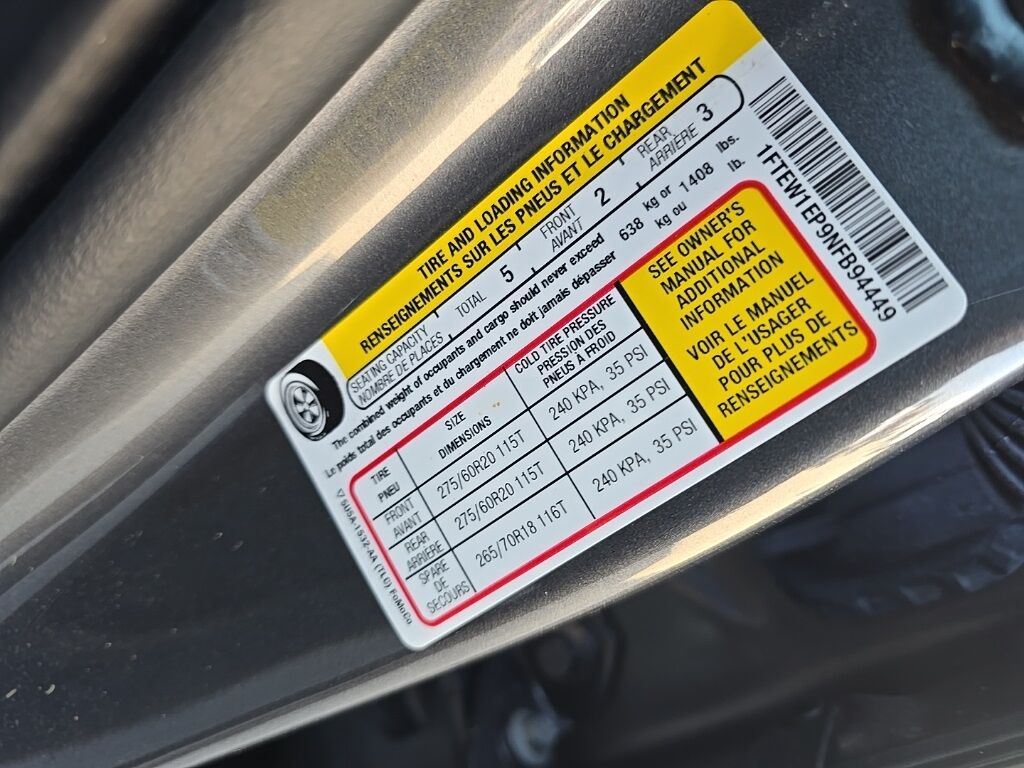 TIRE AND LOADING INFORMATION
RENSEIGNEMENTS SUR LES PNEUS ET LE CHARGEMENT
SEATING CAPACITY TOTAL 5 FRONT 2 REAR 3
NOMBRE DE PLACES AVANT ARRIÈRE
The combined weight of occupants and cargo should never exceed 638 kg or 1408 lbs.
Le poids total des occupants et du chargement ne doit jamais dépasser kg ou lb.
TIRE SIZE COLD TIRE PRESSURE
PNEU DIMENSIONS PRESSION DES
PNEUS À FROID
FRONT 275/60R20 115T 240 KPA, 35 PSI
AVANT
REAR 275/60R20 115T 240 KPA, 35 PSI
ARRIÈRE
SPARE 265/70R18 116T 240 KPA, 35 PSI
DE
SECOURS
SEE OWNER'S
MANUAL FOR
ADDITIONAL
INFORMATION
VOIR LE MANUEL
DE L'USAGER
POUR PLUS DE
RENSEIGNEMENTS
1FTEW1EP9NFB94449
5USA-1532-AA (TLG) FoMoCo